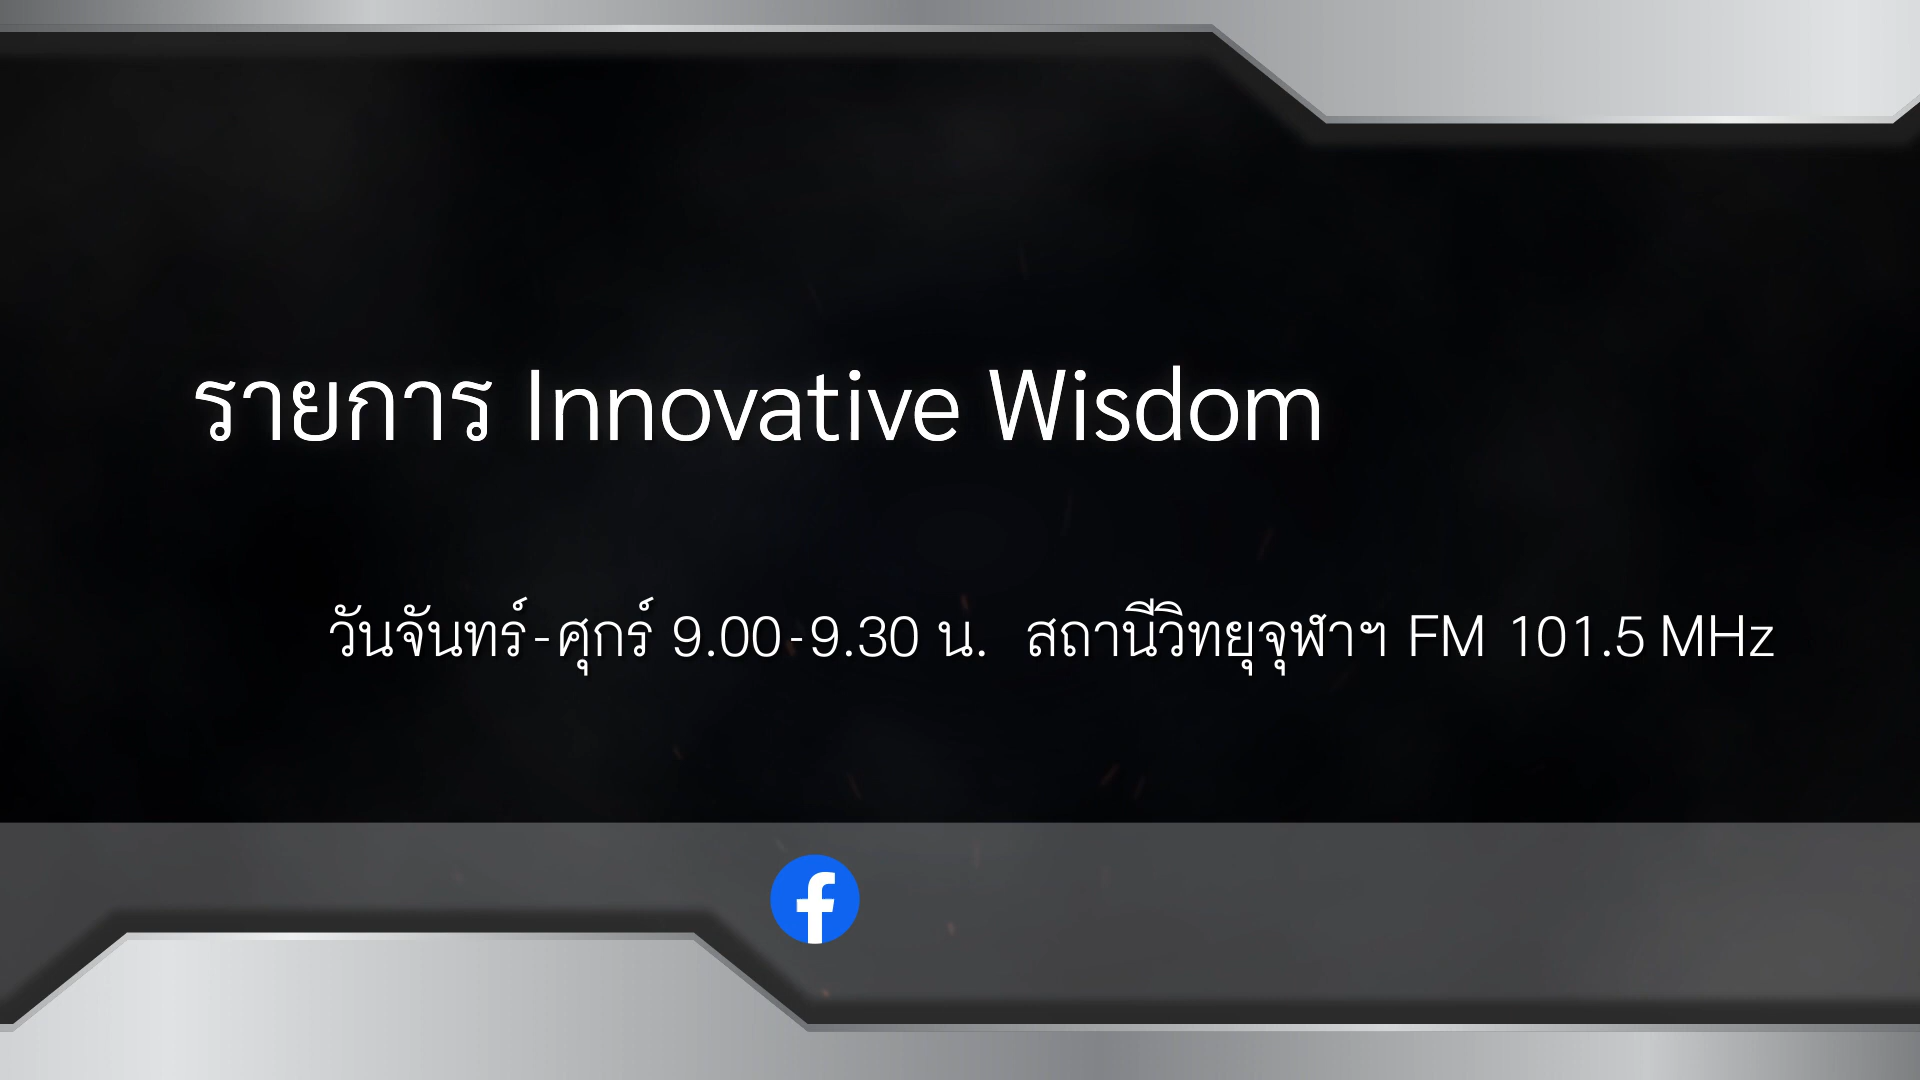 รายการ Innovative Wisdom
วันจันทร์-ศุกร์ 9.00-9.30 น. สถานีวิทยุจุฬาฯ FM 101.5 MHz